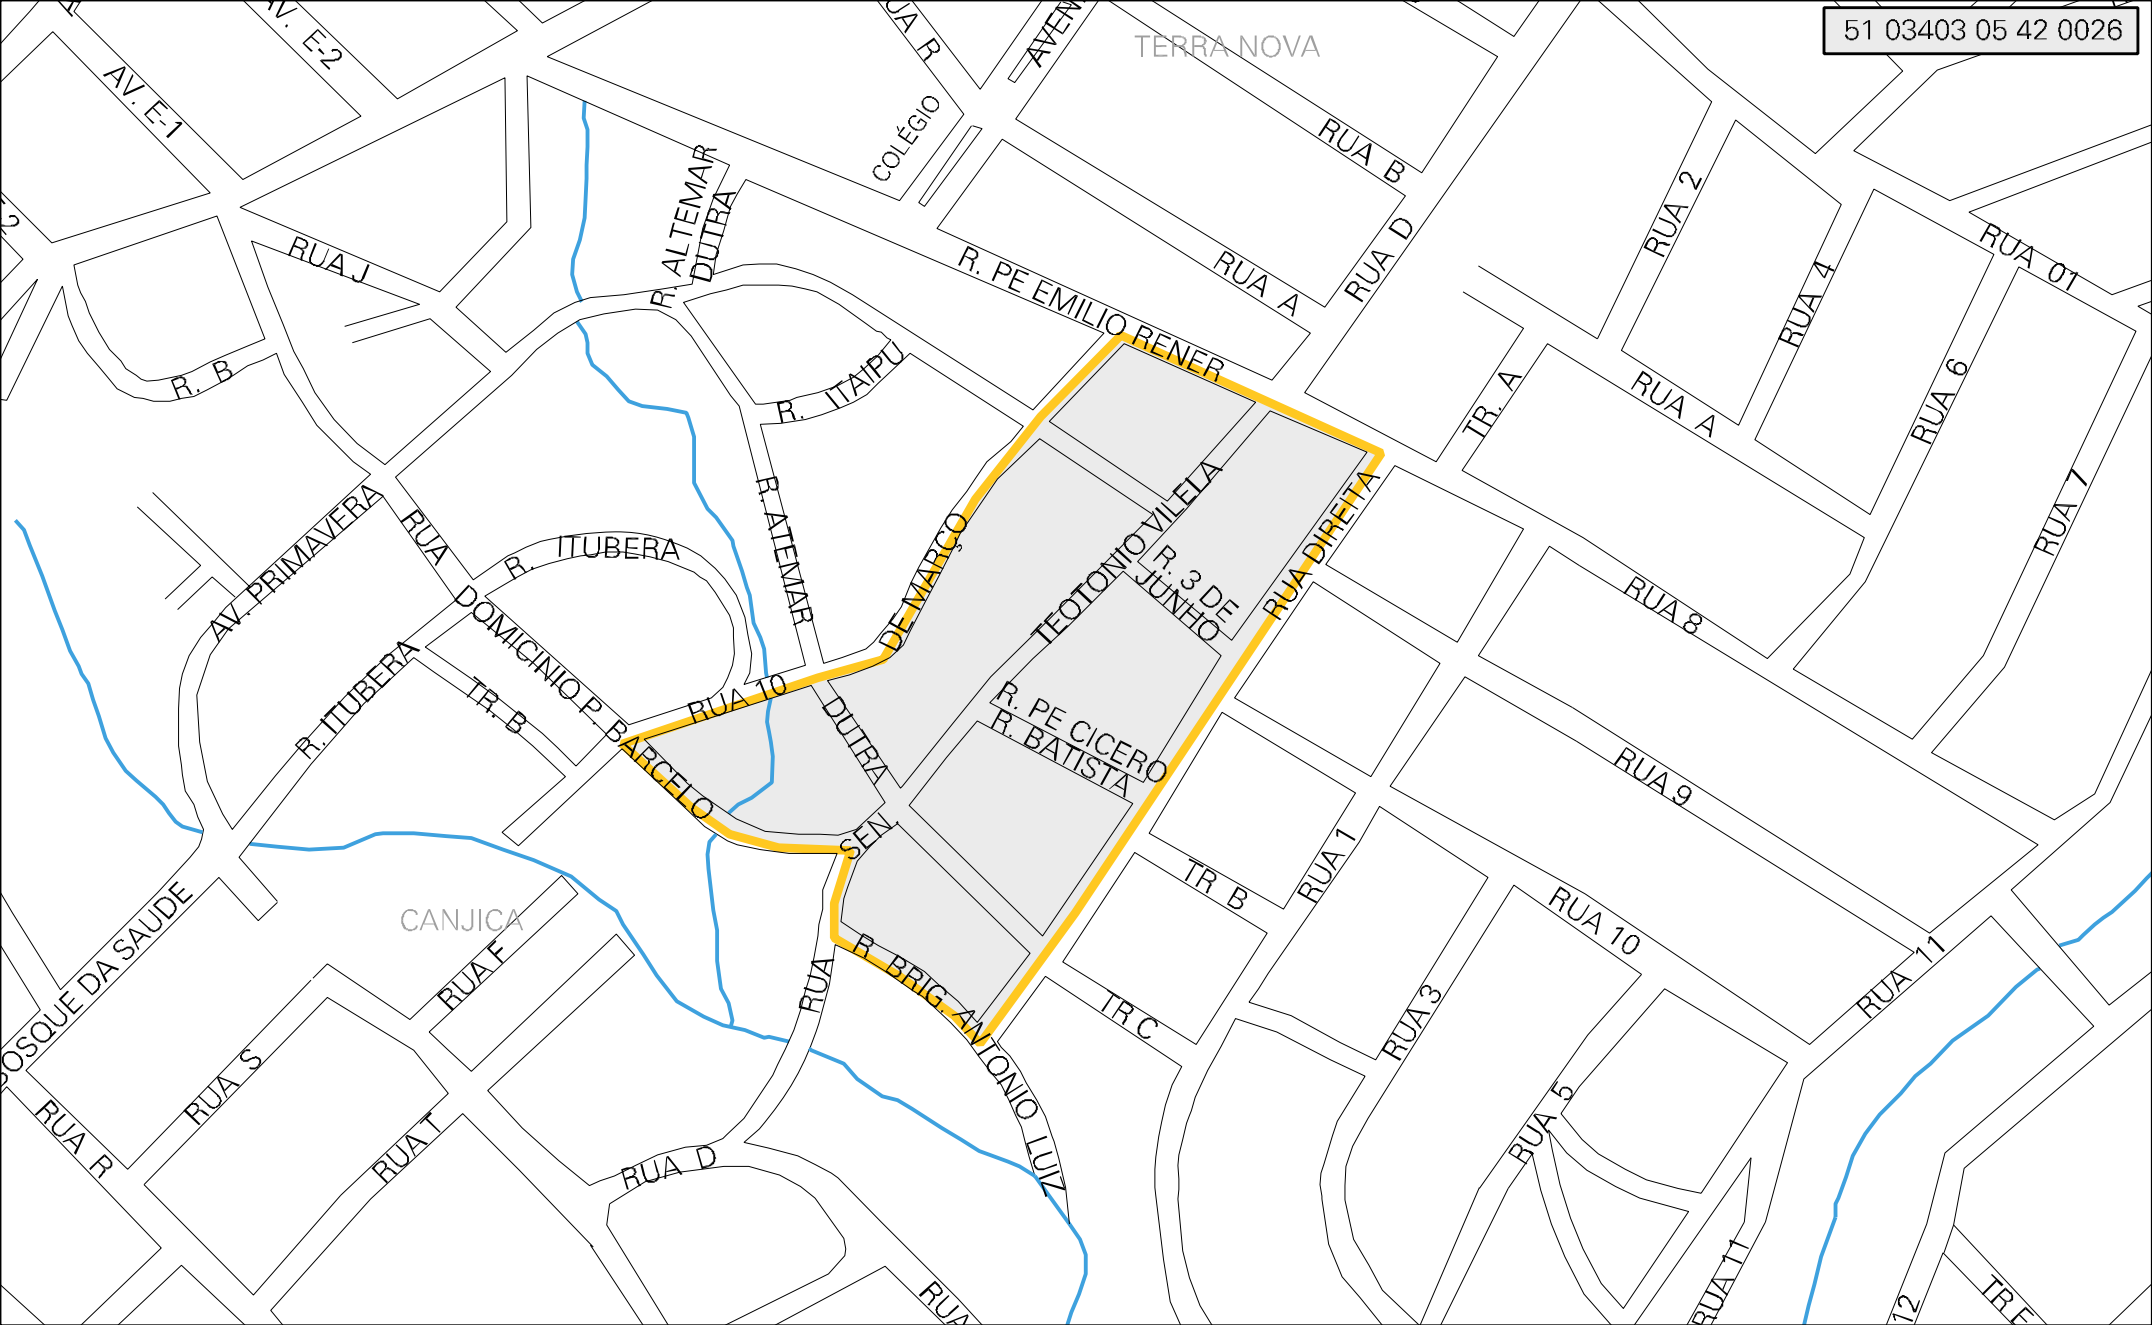 51 03403 05 42 0026
TERRA NOVA
AV. E-2
AV. E-1
RUA R
COLÉGIO
RUA B
RUA 2
RUA D
RUA A
RUA 4
RUA 01
R. ALTEMAR
DUTRA
RUA J
R. PE EMILIO RENER
R. B
R. ITAIPU
TR. A
RUA A
RUA 6
RUA 7
AV. PRIMAVERA
RUA
DOMICINIO P. BARCELO
R. ITUBERA
R. ATEMAR
DUTRA
RUA 10
DE MARÇO
TEOTONIO VILELA
SEN.
R. 3 DE
JUNHO
RUA DIREITA
RUA 8
R. ITUBERA
TR. B
R. PE CICERO
R. BATISTA
RUA 9
RUA 1
TR B
RUA 10
RUA 11
CANJICA
BOSQUE DA SAUDE
RUA F
RUA
R. BRIG. ANTONIO LUIZ
TR C
RUA 3
RUA 5
RUA S
RUA R
RUA T
RUA D
RUA
RUA 11
12
TR E